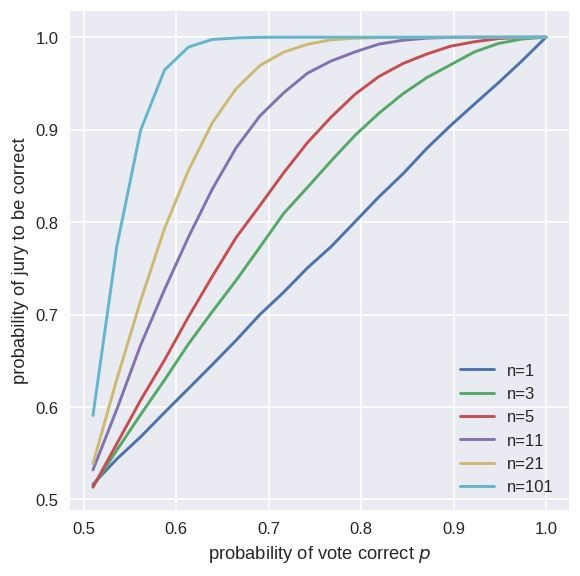 probability of jury to be correct
1.0
0.9
0.8
0.7
0.6
0.5
n=1
n=3
n=5
n=11
n=21
n=101
0.5 0.6 0.7 0.8 0.9 1.0
probability of vote correct p